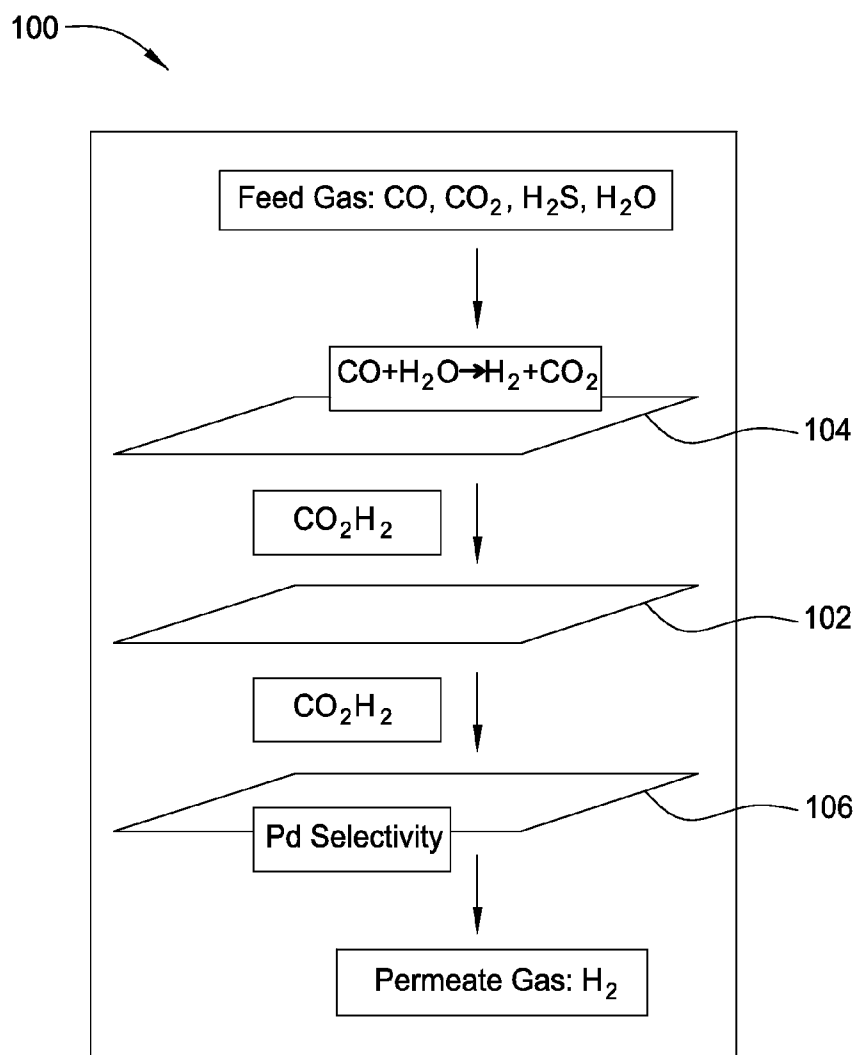 100
Feed Gas: CO, CO₂, H₂S, H₂O
CO+H₂O→H₂+CO₂
104
CO₂H₂
102
CO₂H₂
106
Pd Selectivity
Permeate Gas: H₂